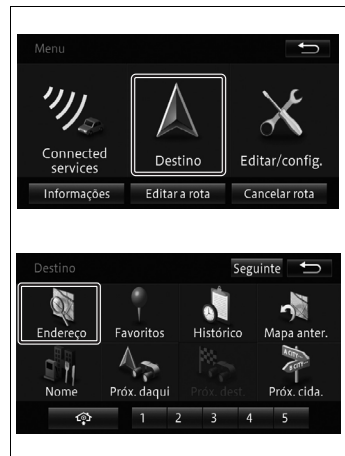 Menu
Connected services
Destino
Editar/config.
Informações
Editar a rota
Cancelar rota
Destino
Seguinte
Endereço
Favoritos
Histórico
Mapa anter.
Nome
Próx. daqui
Próx. dest.
Próx. cida.
1 2 3 4 5